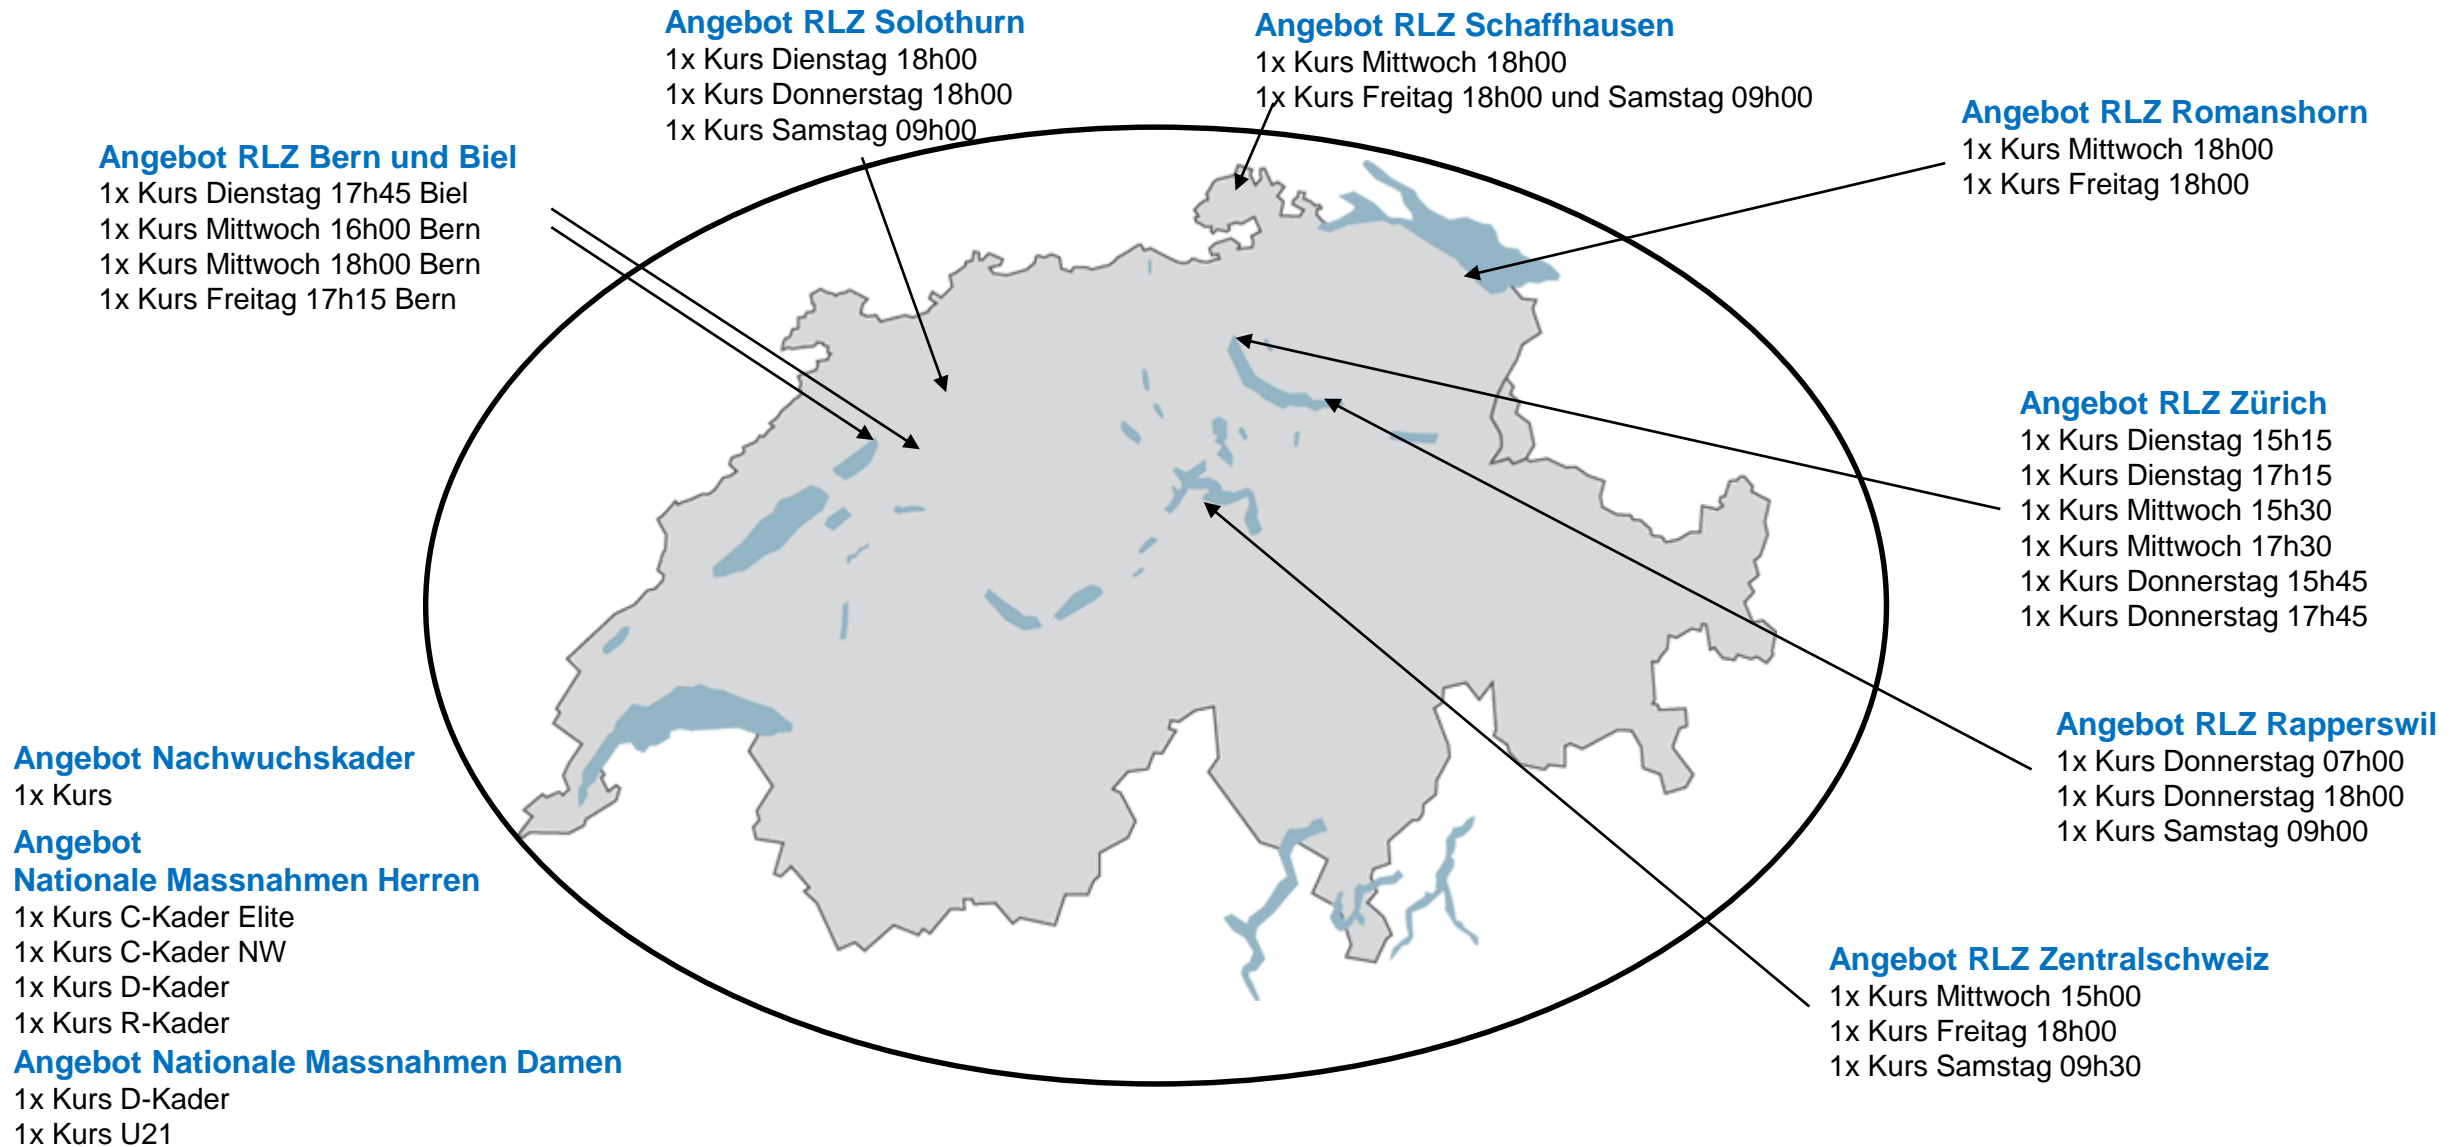 Angebot RLZ Solothurn
1x Kurs Dienstag 18h00
1x Kurs Donnerstag 18h00
1x Kurs Samstag 09h00
Angebot RLZ Schaffhausen
1x Kurs Mittwoch 18h00
1x Kurs Freitag 18h00 und Samstag 09h00
Angebot RLZ Romanshorn
1x Kurs Mittwoch 18h00
1x Kurs Freitag 18h00
Angebot RLZ Bern und Biel
1x Kurs Dienstag 17h45 Biel
1x Kurs Mittwoch 16h00 Bern
1x Kurs Mittwoch 18h00 Bern
1x Kurs Freitag 17h15 Bern
Angebot RLZ Zürich
1x Kurs Dienstag 15h15
1x Kurs Dienstag 17h15
1x Kurs Mittwoch 15h30
1x Kurs Mittwoch 17h30
1x Kurs Donnerstag 15h45
1x Kurs Donnerstag 17h45
Angebot RLZ Rapperswil
1x Kurs Donnerstag 07h00
1x Kurs Donnerstag 18h00
1x Kurs Samstag 09h00
Angebot RLZ Zentralschweiz
1x Kurs Mittwoch 15h00
1x Kurs Freitag 18h00
1x Kurs Samstag 09h30
Angebot Nachwuchskader
1x Kurs
Angebot
Nationale Massnahmen Herren
1x Kurs C-Kader Elite
1x Kurs C-Kader NW
1x Kurs D-Kader
1x Kurs R-Kader
Angebot Nationale Massnahmen Damen
1x Kurs D-Kader
1x Kurs U21